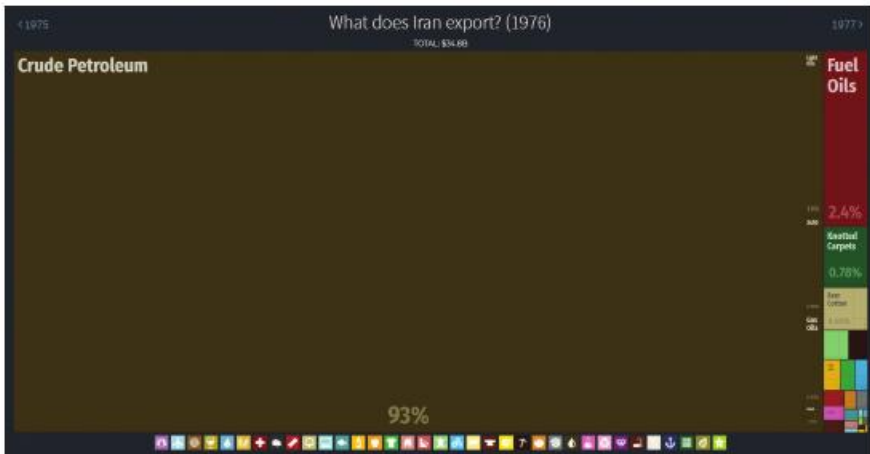 < 1975
What does Iran export? (1976)
1977 >
TOTAL: $34.8B
Crude Petroleum
93%
Fuel
Oils
2.4%
Knotted
Carpets
0.78%
Raw
Cotton
Gas
Oils